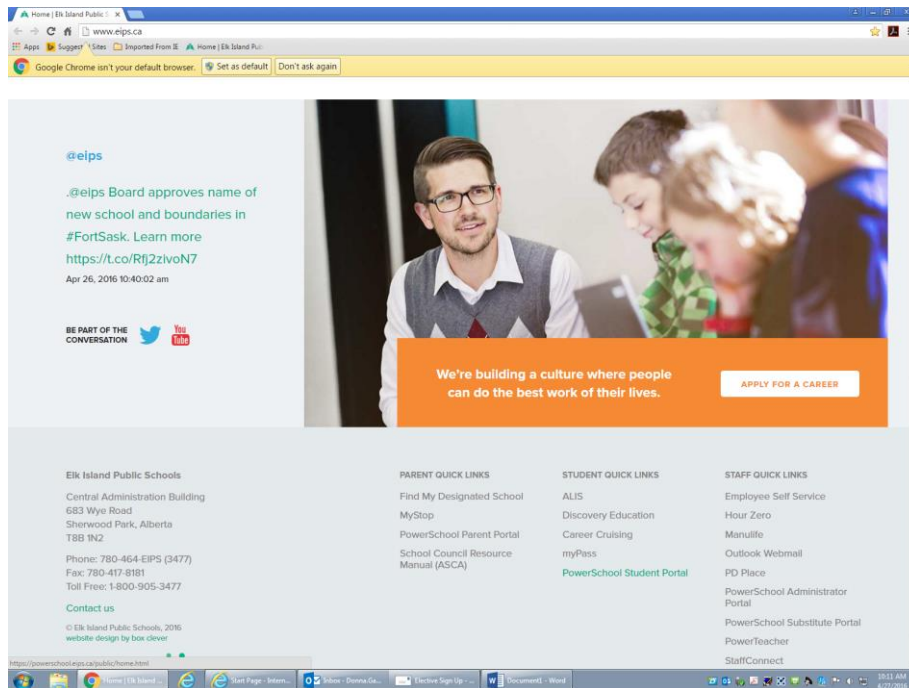 Home | Elk Island Public S
www.eips.ca
Apps
Imported From IE
Home | Elk Island Pub
Google Chrome isn't your default browser.
Set as default
Don't ask again
@eips
.@eips Board approves name of
new school and boundaries in
#FortSask. Learn more
https://t.co/Rfj2zivoN7
Apr 26, 2016 10:40:02 am
BE PART OF THE
CONVERSATION
You
Tube
We're building a culture where people
can do the best work of their lives.
APPLY FOR A CAREER
Elk Island Public Schools
Central Administration Building
683 Wye Road
Sherwood Park, Alberta
T8B 1N2
Phone: 780-464-EIPS (3477)
Fax: 780-417-8181
Toll Free: 1-800-905-3477
Contact us
© Elk Island Public Schools, 2016
website design by box clever
PARENT QUICK LINKS
Find My Designated School
MyStop
PowerSchool Parent Portal
School Council Resource
Manual (ASCA)
STUDENT QUICK LINKS
ALIS
Discovery Education
Career Cruising
myPass
PowerSchool Student Portal
STAFF QUICK LINKS
Employee Self Service
Hour Zero
Manulife
Outlook Webmail
PD Place
PowerSchool Administrator
Portal
PowerSchool Substitute Portal
PowerTeacher
StaffConnect
https://powerschool.eips.ca/public/home.html
Home | Elk Island ...
Start Page - Intern...
Inbox - Donna.Ga...
Elective Sign Up - ...
Document1 - Word
10:11 AM
4/27/2016